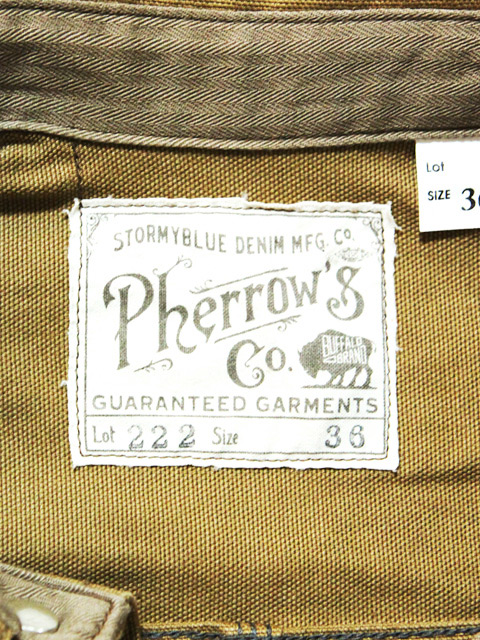 STORMYBLUE DENIM MFG. Co.
Pherrow's
Co.
BUFFALO
BRAND
GUARANTEED GARMENTS
Lot 222 Size 36
Lot
SIZE